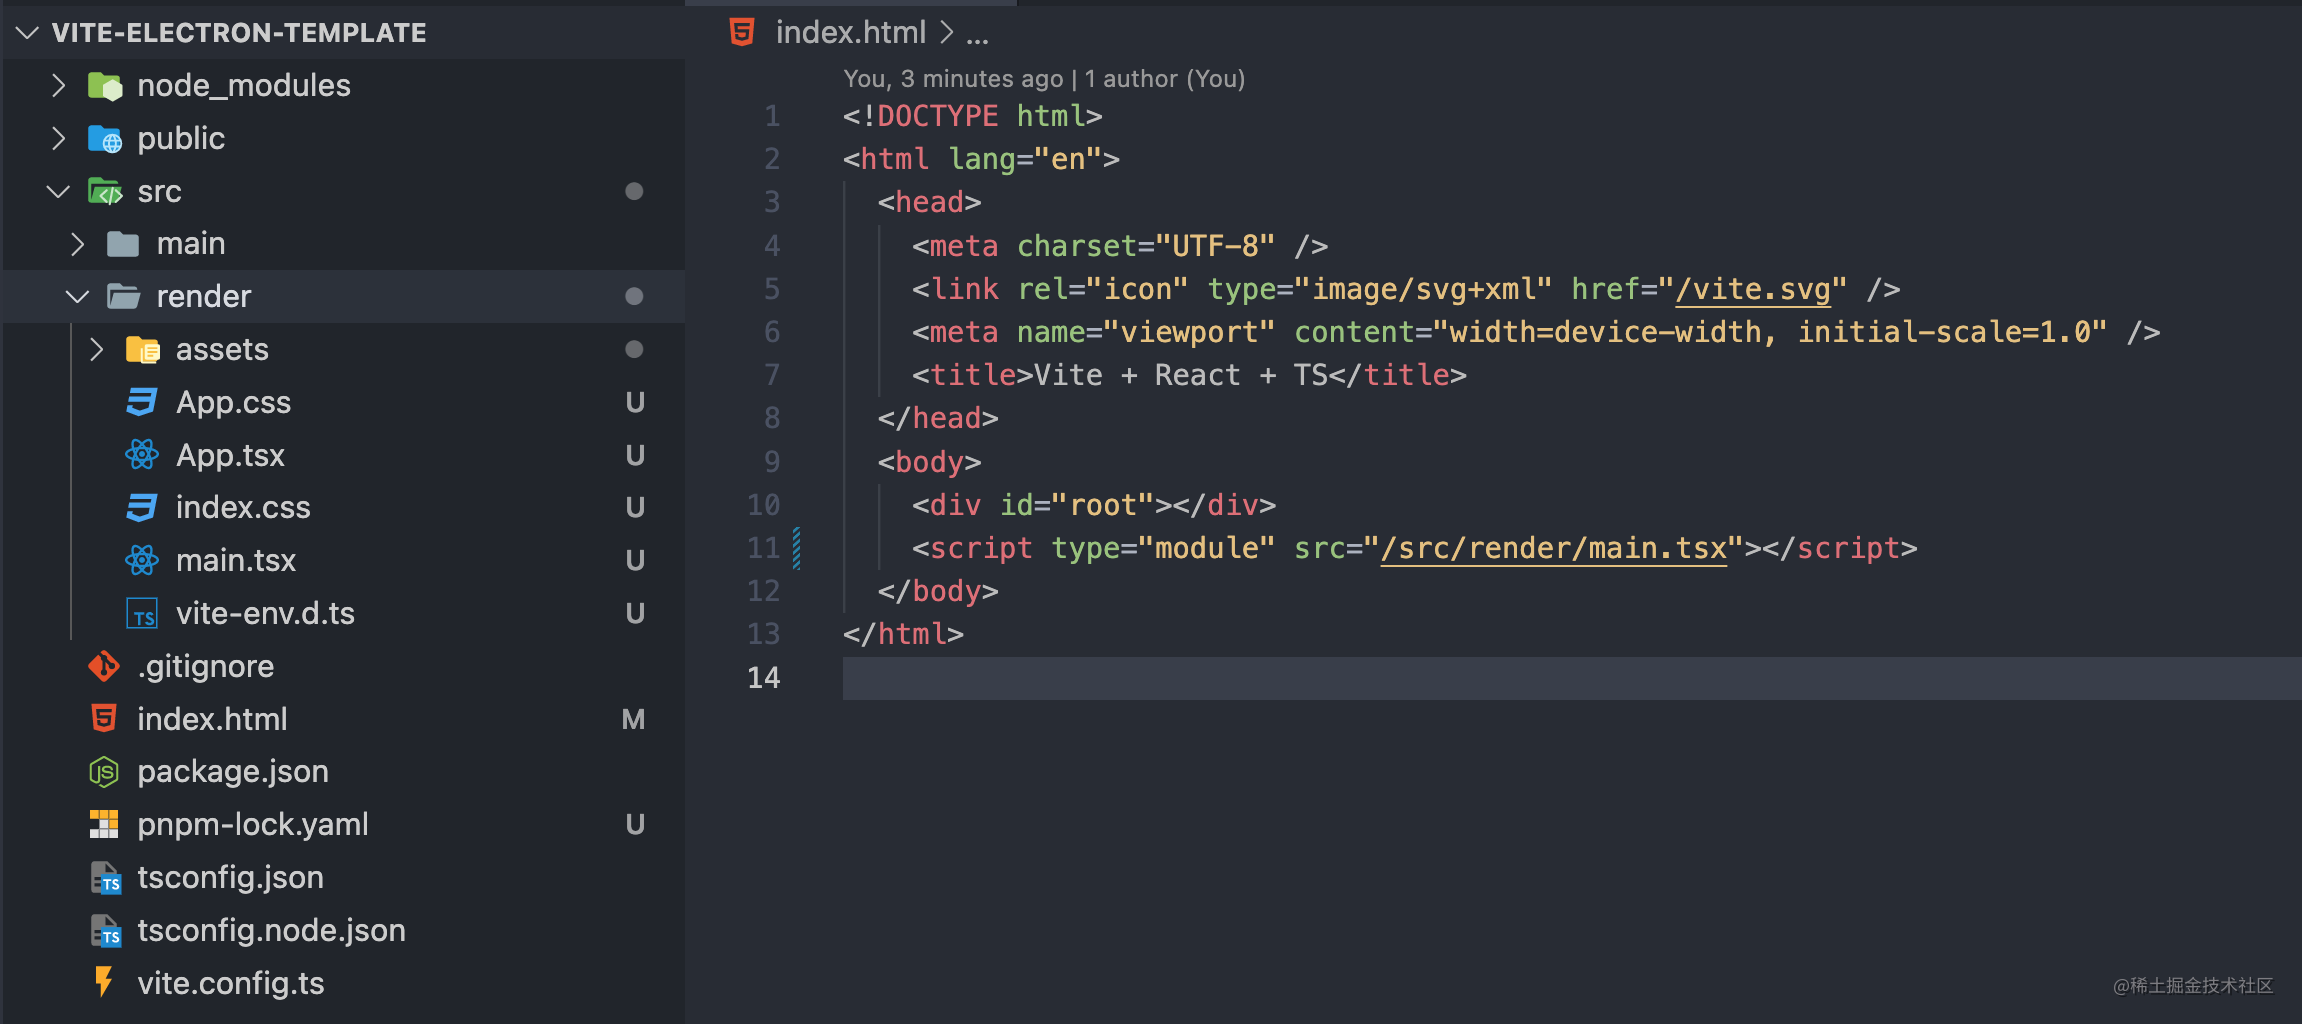 VITE-ELECTRON-TEMPLATE
node_modules
public
src
main
render
assets
App.css U
App.tsx U
index.css U
main.tsx U
vite-env.d.ts U
.gitignore
index.html M
package.json
pnpm-lock.yaml U
tsconfig.json
tsconfig.node.json
vite.config.ts
index.html > ...
You, 3 minutes ago | 1 author (You)
1 <!DOCTYPE html>
2 <html lang="en">
3   <head>
4     <meta charset="UTF-8" />
5     <link rel="icon" type="image/svg+xml" href="/vite.svg" />
6     <meta name="viewport" content="width=device-width, initial-scale=1.0" />
7     <title>Vite + React + TS</title>
8   </head>
9   <body>
10     <div id="root"></div>
11     <script type="module" src="/src/render/main.tsx"></script>
12   </body>
13 </html>
14
@稀土掘金技术社区